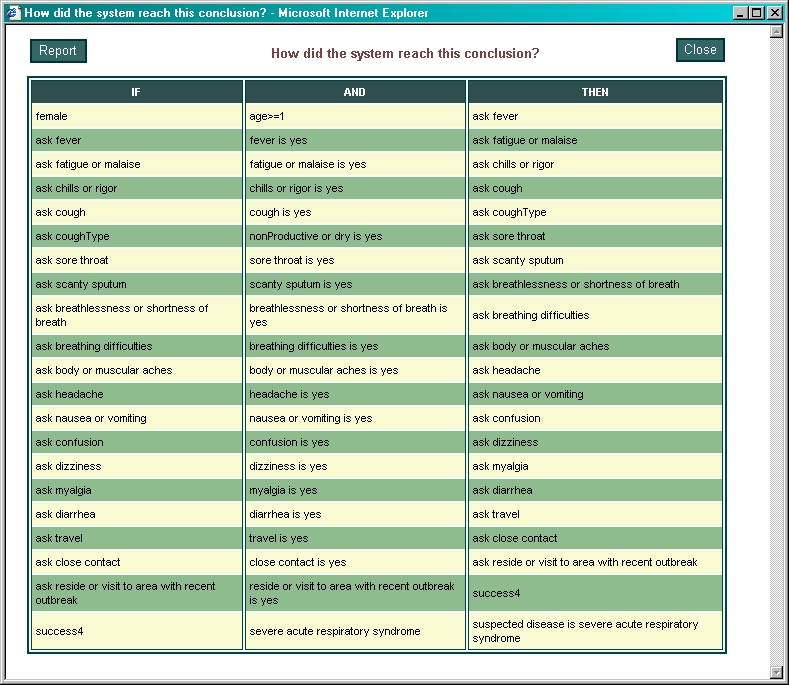 How did the system reach this conclusion? - Microsoft Internet Explorer
Report
How did the system reach this conclusion?
Close
IF AND THEN
female age>=1 ask fever
ask fever fever is yes ask fatigue or malaise
ask fatigue or malaise fatigue or malaise is yes ask chills or rigor
ask chills or rigor chills or rigor is yes ask cough
ask cough cough is yes ask coughType
ask coughType nonProductive or dry is yes ask sore throat
ask sore throat sore throat is yes ask scanty sputum
ask scanty sputum scanty sputum is yes ask breathlessness or shortness of breath
ask breathlessness or shortness of
breath
breathlessness or shortness of breath is
yes
ask breathing difficulties
ask breathing difficulties breathing difficulties is yes ask body or muscular aches
ask body or muscular aches body or muscular aches is yes ask headache
ask headache headache is yes ask nausea or vomiting
ask nausea or vomiting nausea or vomiting is yes ask confusion
ask confusion confusion is yes ask dizziness
ask dizziness dizziness is yes ask myalgia
ask myalgia myalgia is yes ask diarrhea
ask diarrhea diarrhea is yes ask travel
ask travel travel is yes ask close contact
ask close contact close contact is yes ask reside or visit to area with recent outbreak
ask reside or visit to area with recent
outbreak
reside or visit to area with recent outbreak
is yes
success4
success4 severe acute respiratory syndrome
suspected disease is severe acute respiratory
syndrome